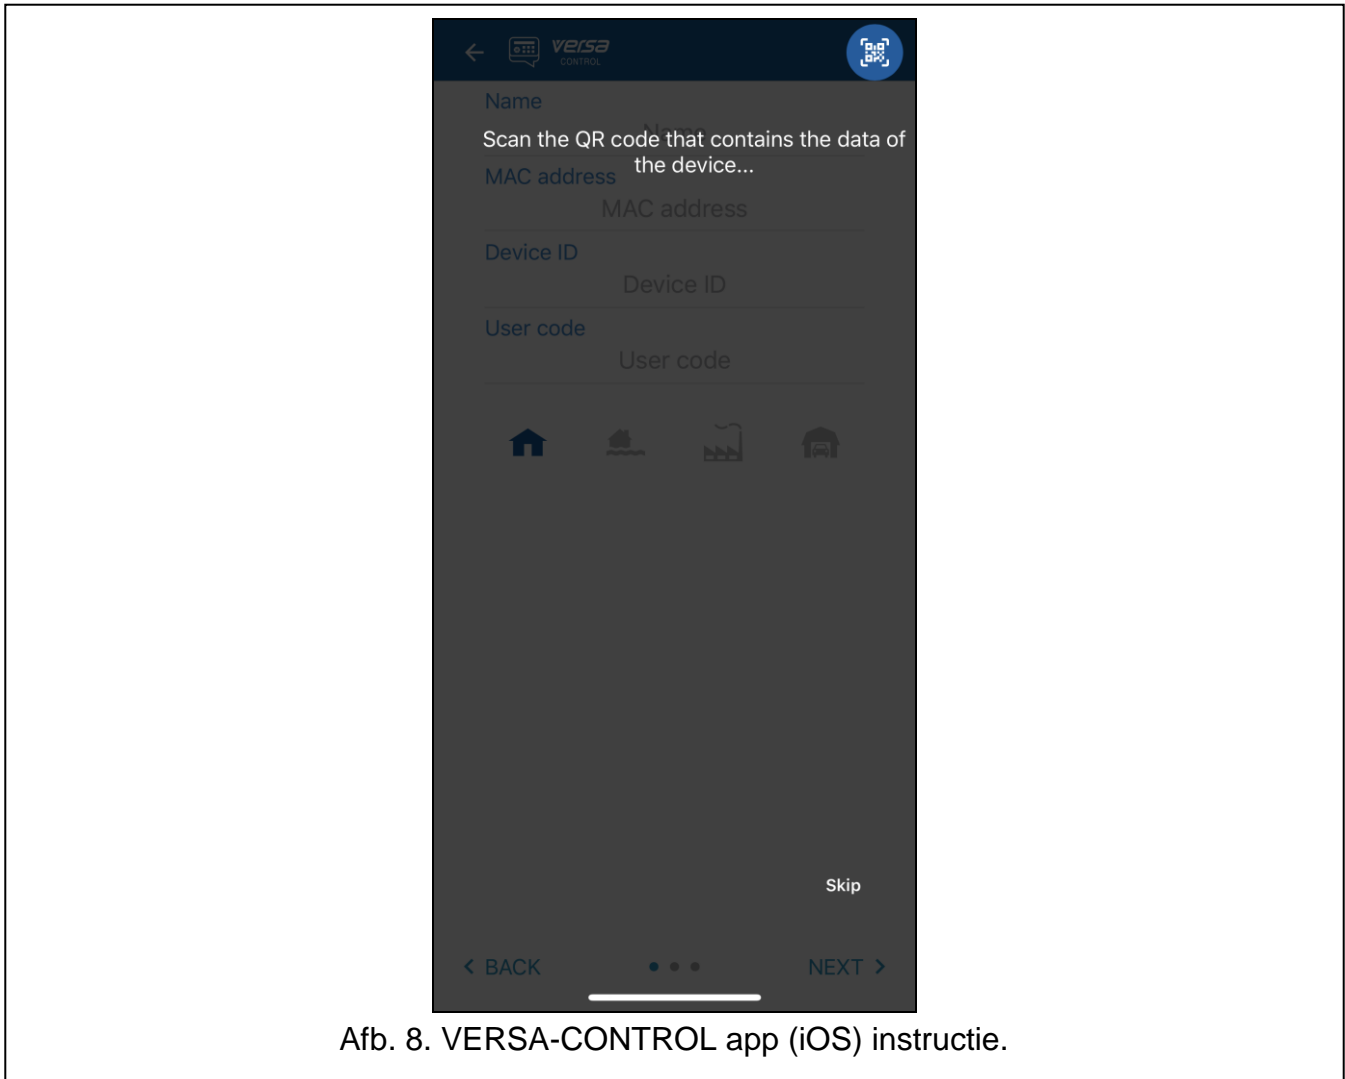 VERSA
CONTROL
Name
Name
Scan the QR code that contains the data of
the device...
MAC address
MAC address
Device ID
Device ID
User code
User code
Skip
BACK
NEXT
Afb. 8. VERSA-CONTROL app (iOS) instructie.